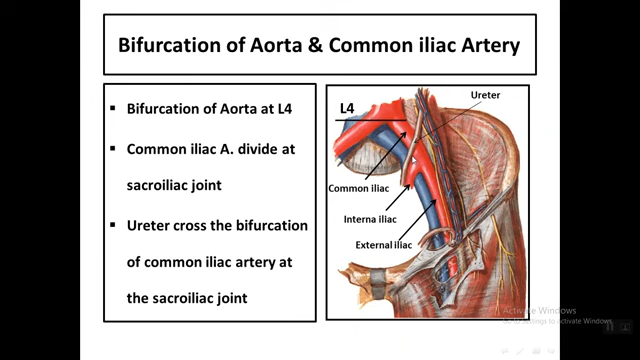 Bifurcation of Aorta & Common iliac Artery
▪ Bifurcation of Aorta at L4
▪ Common iliac A. divide at
sacroiliac joint
▪ Ureter cross the bifurcation
of common iliac artery at
the sacroiliac joint
Ureter
L4
Common iliac
Interna iliac
External iliac
Activate Windows
Go to Settings to activate Windows.